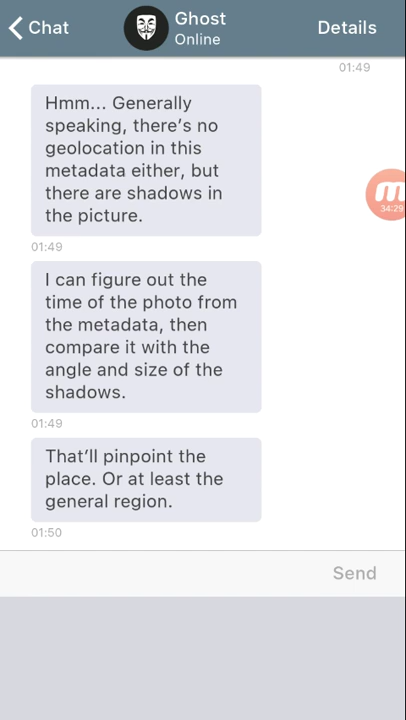 Chat
Ghost
Online
Details
01:49
Hmm... Generally
speaking, there's no
geolocation in this
metadata either, but
there are shadows in
the picture.
01:49
34:29
I can figure out the
time of the photo from
the metadata, then
compare it with the
angle and size of the
shadows.
01:49
That'll pinpoint the
place. Or at least the
general region.
01:50
Send